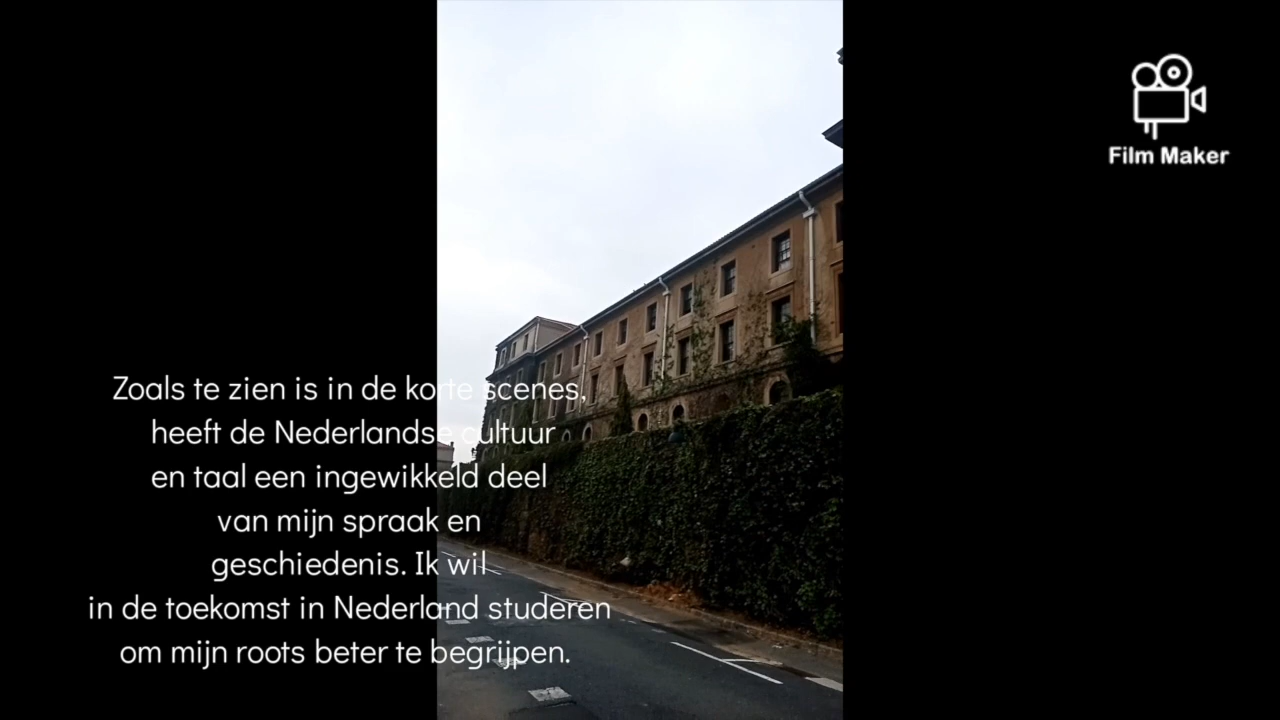 Film Maker
Zoals te zien is in de korte scenes,
heeft de Nederlandse cultuur
en taal een ingewikkeld deel
van mijn spraak en
geschiedenis. Ik wil
in de toekomst in Nederland studeren
om mijn roots beter te begrijpen.